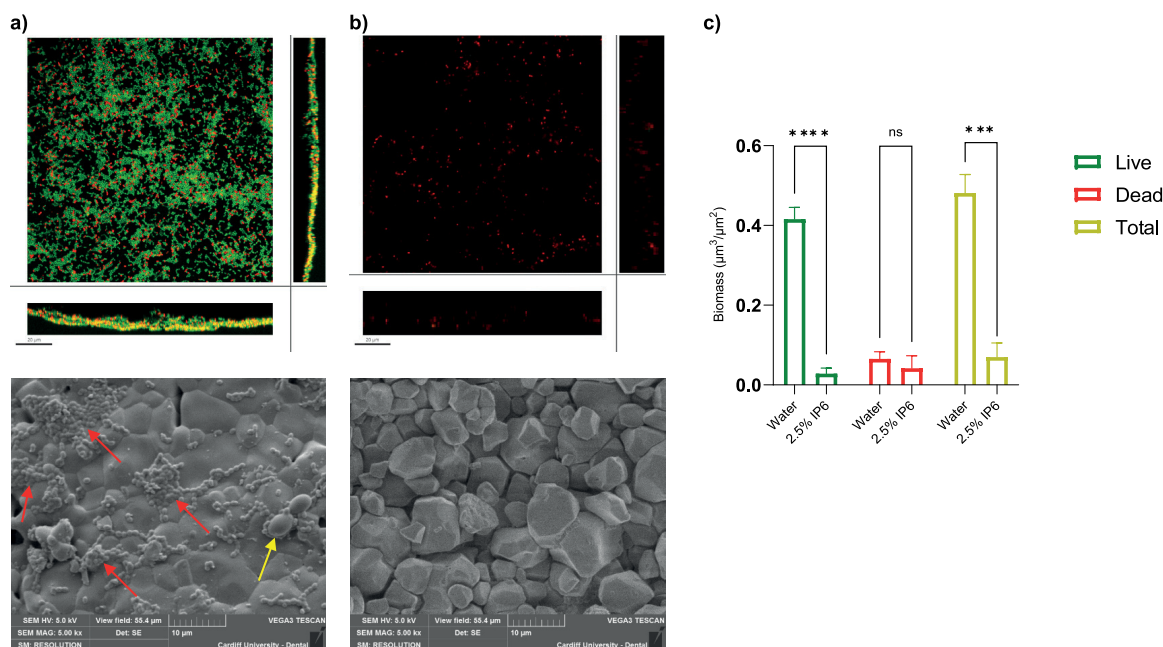 a)
b)
c)
20 µm
20 µm
SEM HV: 5.0 kV View field: 55.4 µm VEGA3 TESCAN
SEM MAG: 5.00 kx Det: SE 10 µm
SM: RESOLUTION Cardiff University - Dental
SEM HV: 5.0 kV View field: 55.4 µm VEGA3 TESCAN
SEM MAG: 5.00 kx Det: SE 10 µm
SM: RESOLUTION Cardiff University - Dental
Biomass (µm³/µm²)
0.6
0.4
0.2
0.0
****
ns
***
Water
2.5% IP6
Water
2.5% IP6
Water
2.5% IP6
Live
Dead
Total